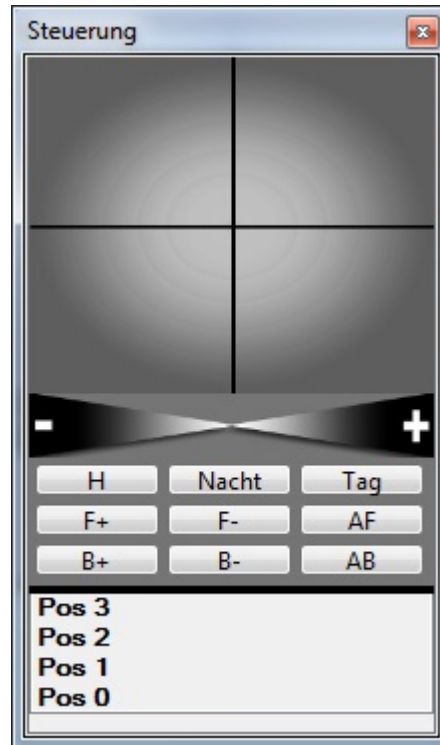 Steuerung
- +
H Nacht Tag
F+ F- AF
B+ B- AB
Pos 3
Pos 2
Pos 1
Pos 0